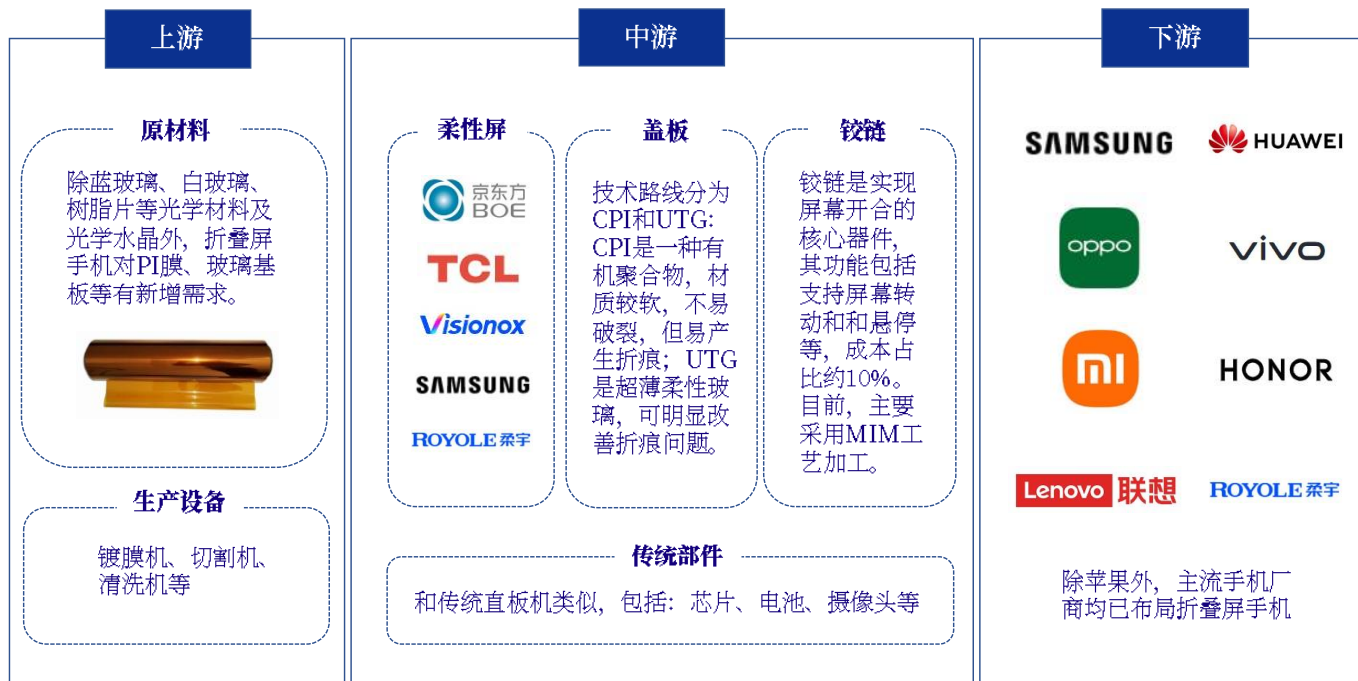 上游
原材料
除蓝玻璃、白玻璃、
树脂片等光学材料及
光学水晶外，折叠屏
手机对PI膜、玻璃基
板等有新增需求。
生产设备
镀膜机、切割机、
清洗机等
中游
柔性屏
京东方
BOE
TCL
Visionox
SAMSUNG
ROYOLE柔宇
盖板
技术路线分为
CPI和UTG：
CPI是一种有
机聚合物，材
质较软，不易
破裂，但易产
生折痕；UTG
是超薄柔性玻
璃，可明显改
善折痕问题。
铰链
铰链是实现
屏幕开合的
核心器件，
其功能包括
支持屏幕转
动和和悬停
等，成本占
比约10%。
目前，主要
采用MIM工
艺加工。
传统部件
和传统直板机类似，包括：芯片、电池、摄像头等
下游
SAMSUNG
HUAWEI
oppo
vivo
mi
HONOR
Lenovo 联想
ROYOLE柔宇
除苹果外，主流手机厂
商均已布局折叠屏手机